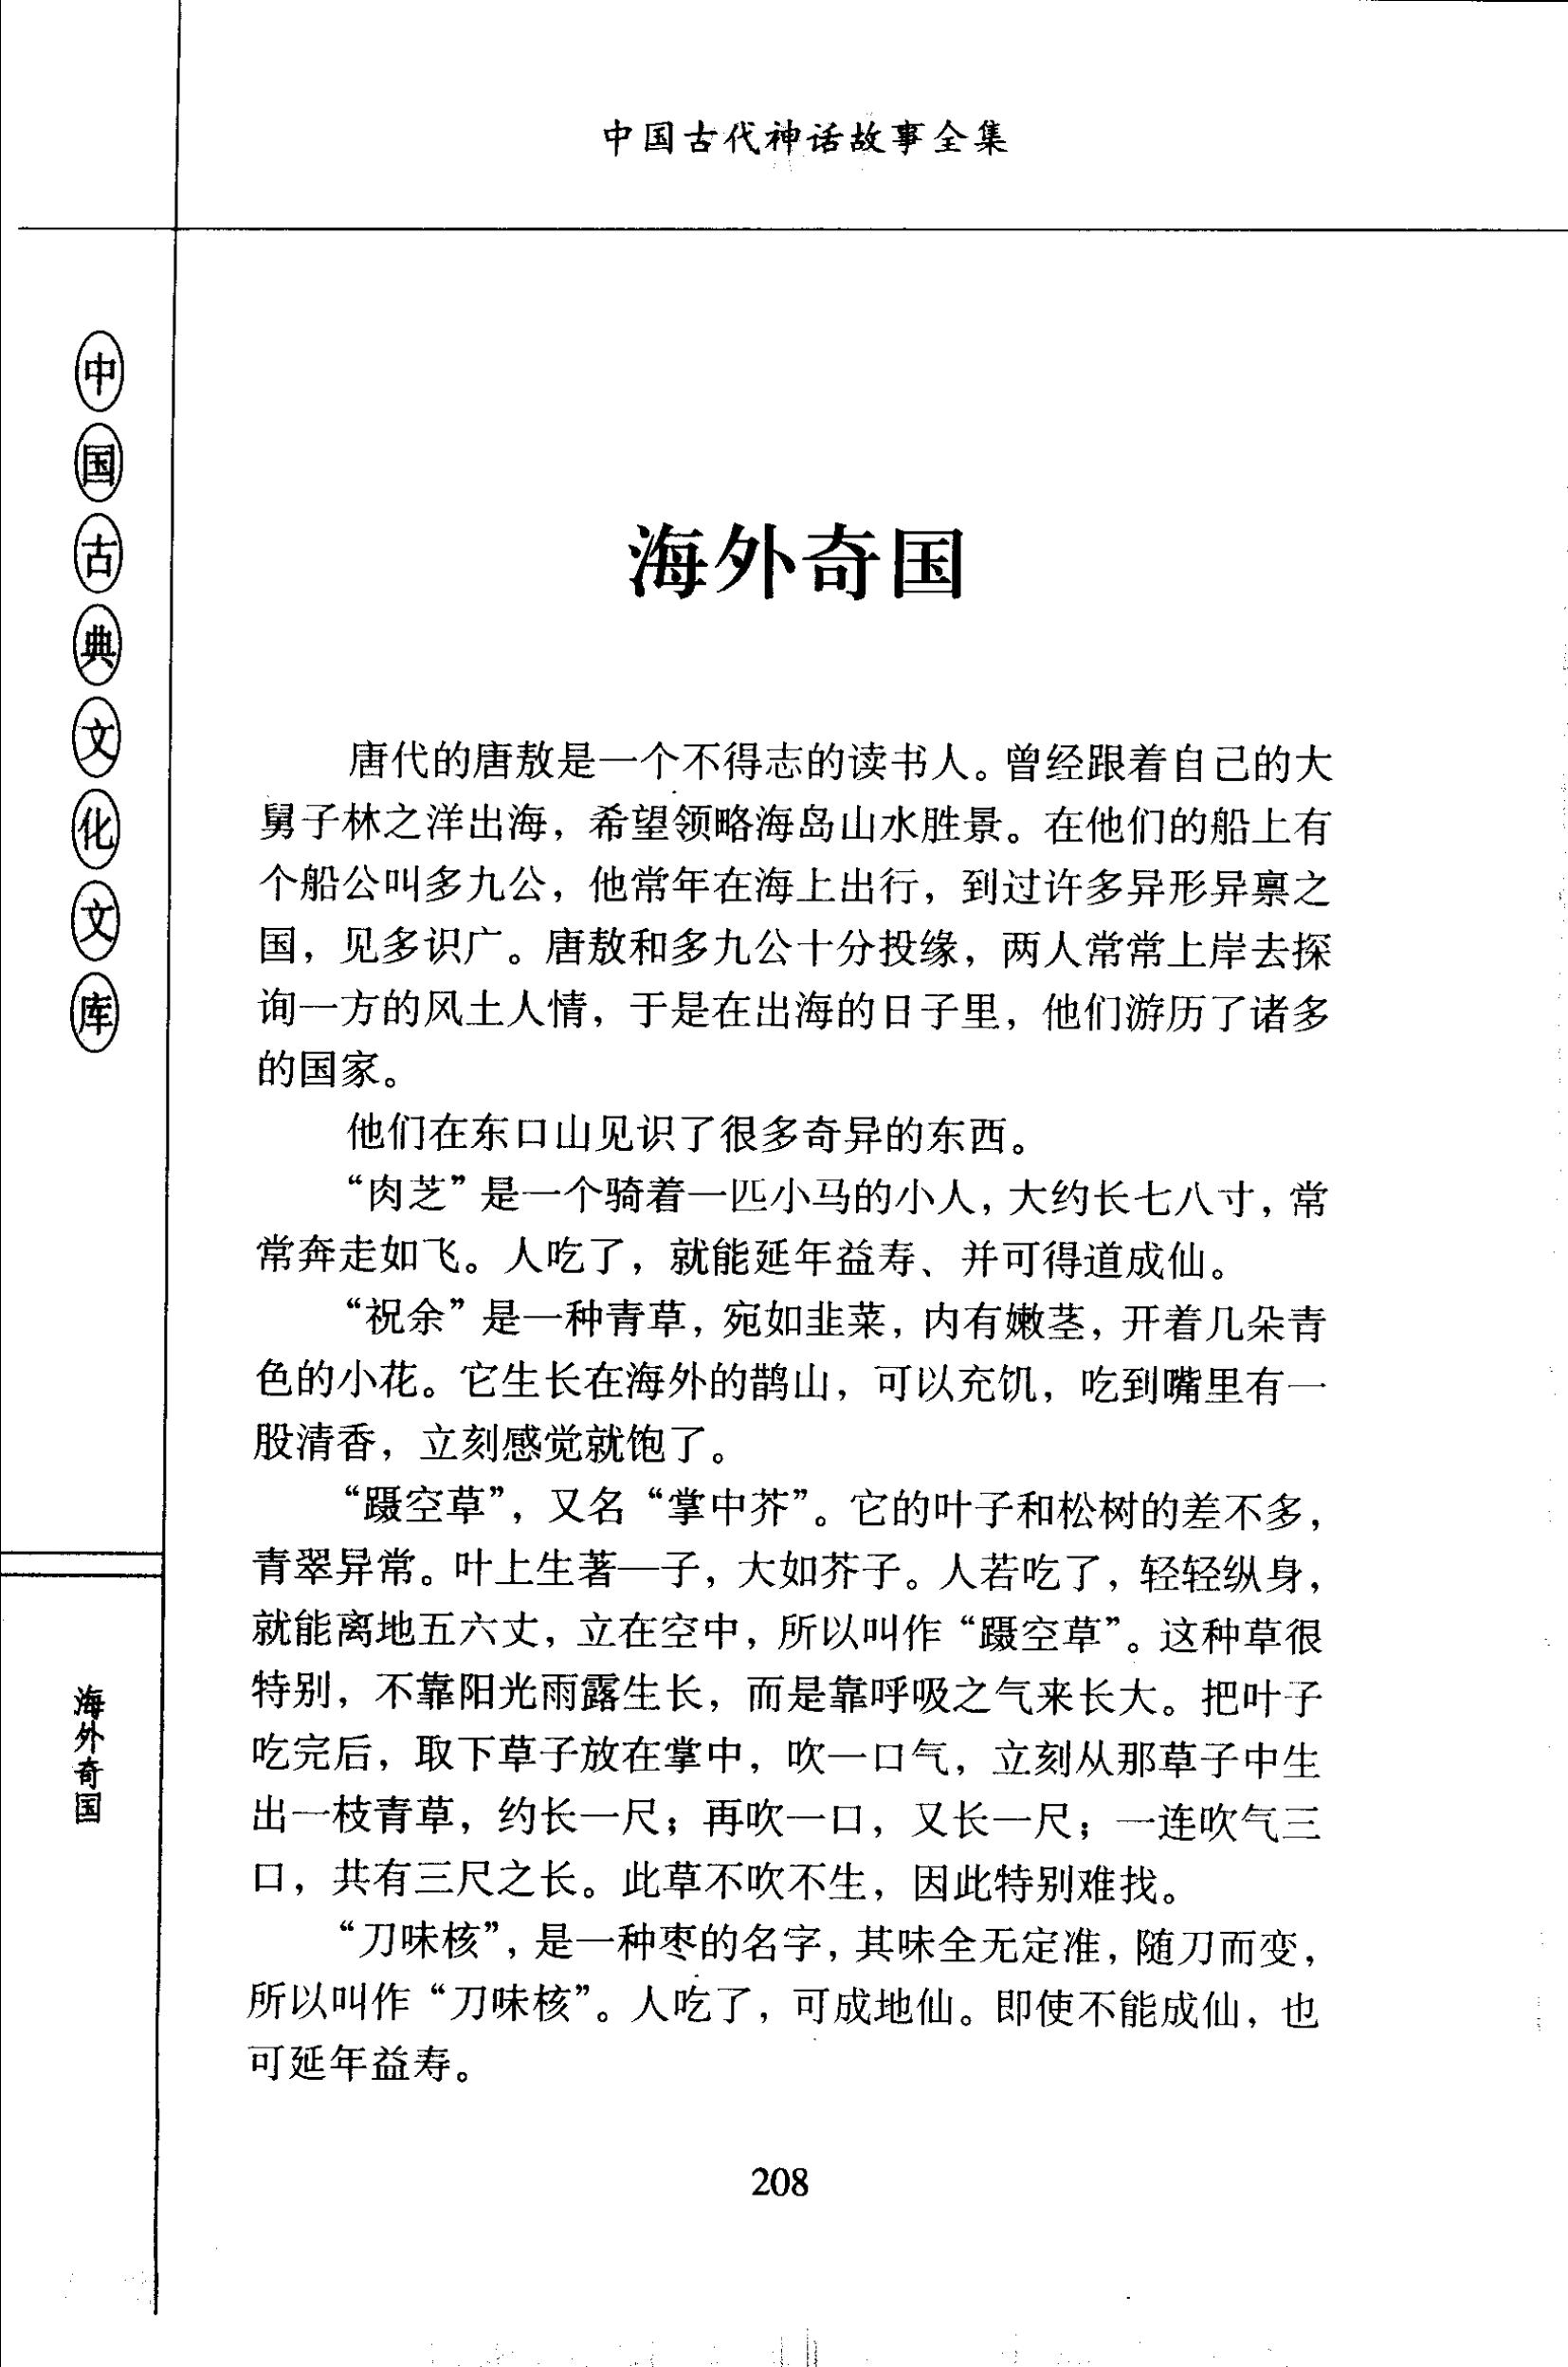 中国古代神话故事全集
中国古典文化文库
海外奇国
海外奇国
唐代的唐敖是一个不得志的读书人。曾经跟着自己的大
舅子林之洋出海，希望领略海岛山水胜景。在他们的船上有
个船公叫多九公，他常年在海上出行，到过许多异形异禀之
国，见多识广。唐敖和多九公十分投缘，两人常常上岸去探
询一方的风土人情，于是在出海的日子里，他们游历了诸多
的国家。
他们在东口山见识了很多奇异的东西。
“肉芝”是一个骑着一匹小马的小人，大约长七八寸，常
常奔走如飞。人吃了，就能延年益寿、并可得道成仙。
“祝余”是一种青草，宛如韭菜，内有嫩茎，开着几朵青
色的小花。它生长在海外的鹊山，可以充饥，吃到嘴里有一
股清香，立刻感觉就饱了。
“蹑空草”，又名“掌中芥”。它的叶子和松树的差不多，
青翠异常。叶上生著—子，大如芥子。人若吃了，轻轻纵身，
就能离地五六丈，立在空中，所以叫作“蹑空草”。这种草很
特别，不靠阳光雨露生长，而是靠呼吸之气来长大。把叶子
吃完后，取下草子放在掌中，吹一口气，立刻从那草子中生
出一枝青草，约长一尺；再吹一口，又长一尺；一连吹气三
口，共有三尺之长。此草不吹不生，因此特别难找。
“刀味核”，是一种枣的名字，其味全无定准，随刀而变，
所以叫作“刀味核”。人吃了，可成地仙。即使不能成仙，也
可延年益寿。
208